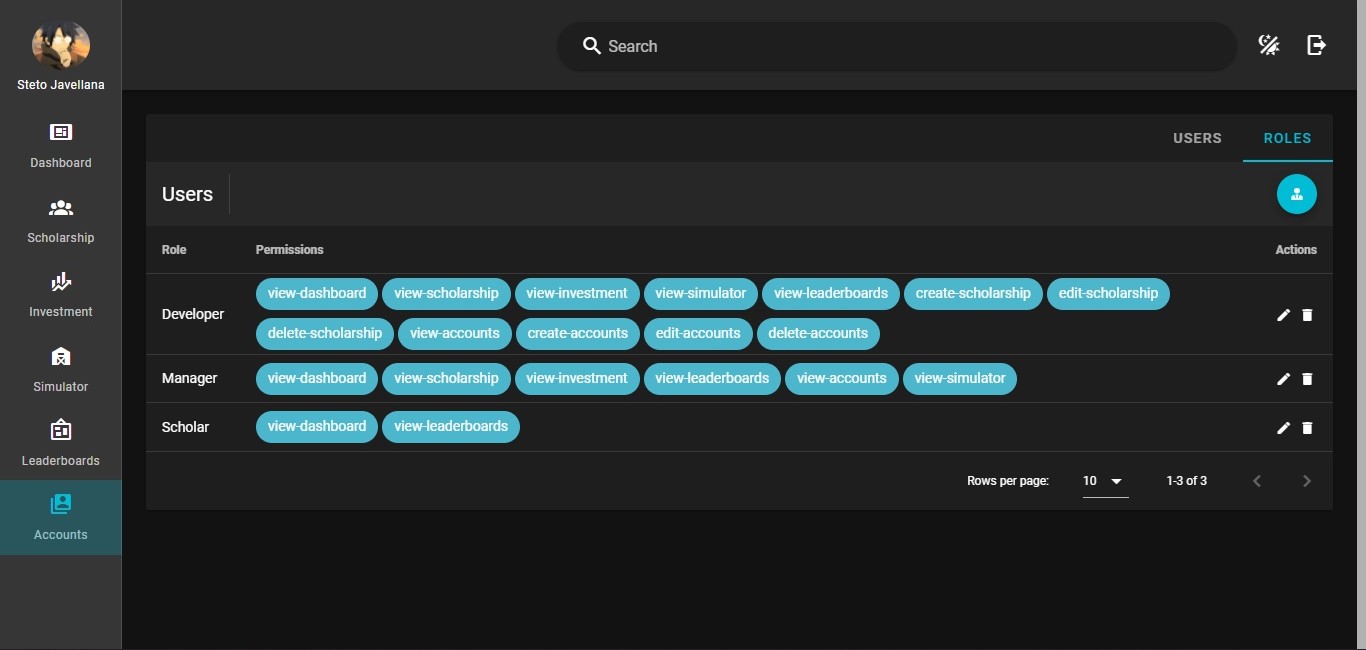 Search
Steto Javellana
Dashboard
Scholarship
Investment
Simulator
Leaderboards
Accounts
USERS ROLES
Users
Role Permissions Actions
Developer
view-dashboard view-scholarship view-investment view-simulator view-leaderboards create-scholarship edit-scholarship
delete-scholarship view-accounts create-accounts edit-accounts delete-accounts
Manager view-dashboard view-scholarship view-investment view-leaderboards view-accounts view-simulator
Scholar view-dashboard view-leaderboards
Rows per page: 10 1-3 of 3